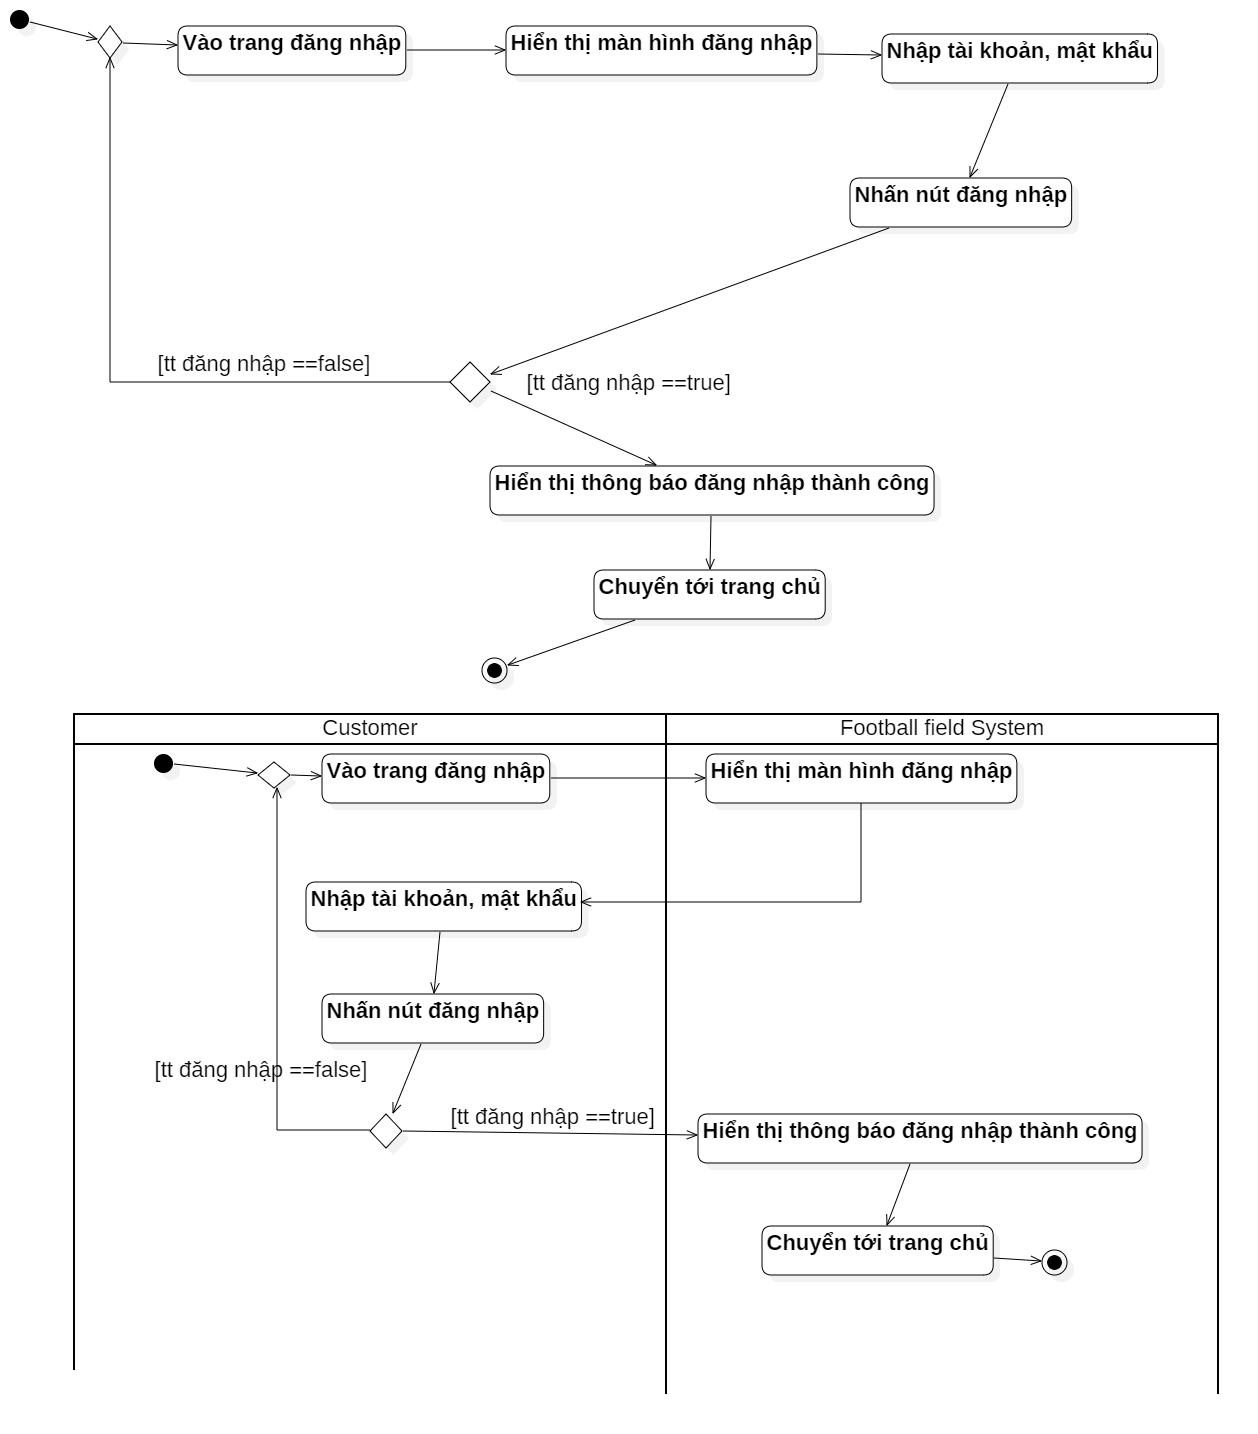 Vào trang đăng nhập
Hiển thị màn hình đăng nhập
Nhập tài khoản, mật khẩu
Nhấn nút đăng nhập
[tt đăng nhập ==false]
[tt đăng nhập ==true]
Hiển thị thông báo đăng nhập thành công
Chuyển tới trang chủ
Customer
Football field System
Vào trang đăng nhập
Hiển thị màn hình đăng nhập
Nhập tài khoản, mật khẩu
Nhấn nút đăng nhập
[tt đăng nhập ==false]
[tt đăng nhập ==true]
Hiển thị thông báo đăng nhập thành công
Chuyển tới trang chủ